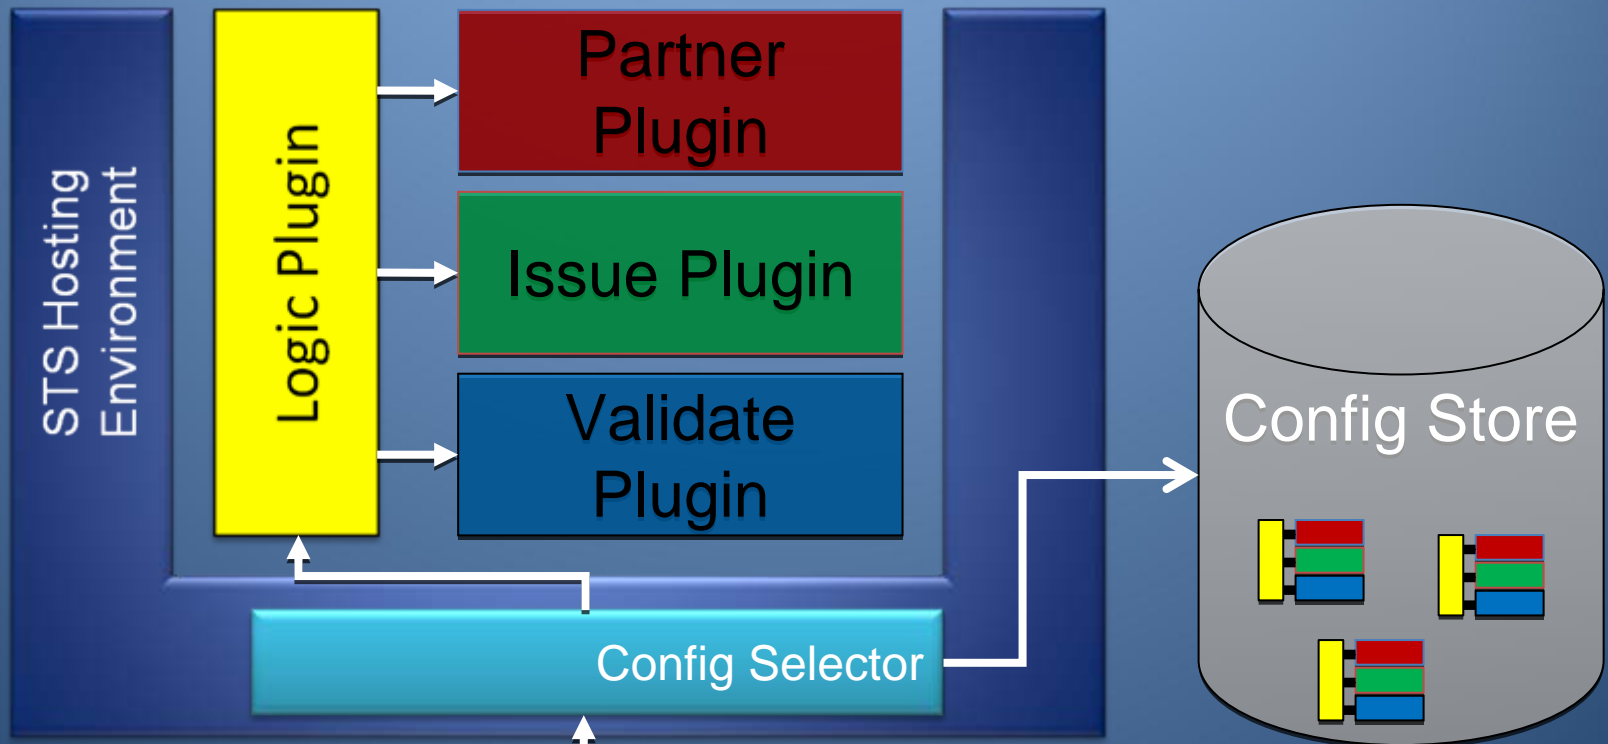 STS Hosting
Environment
Logic Plugin
Partner
Plugin
Issue Plugin
Validate
Plugin
Config Selector
Config Store